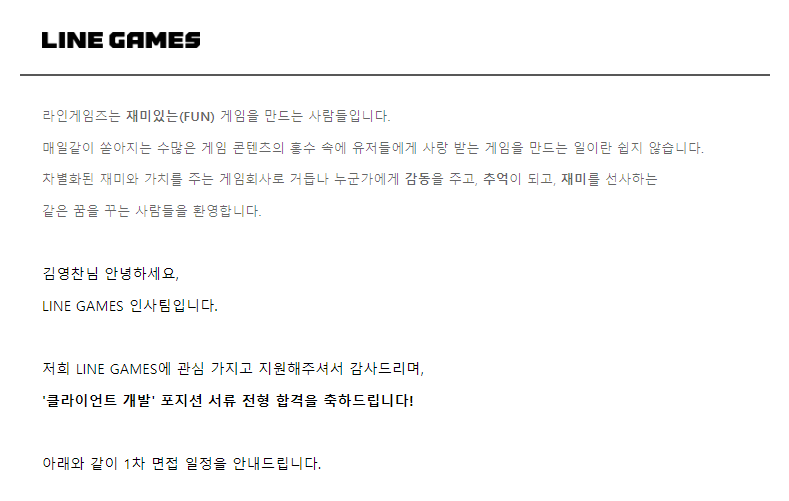 LINE GAMES
라인게임즈는 재미있는(FUN) 게임을 만드는 사람들입니다.
매일같이 쏟아지는 수많은 게임 콘텐츠의 홍수 속에 유저들에게 사랑 받는 게임을 만드는 일이란 쉽지 않습니다.
차별화된 재미와 가치를 주는 게임회사로 거듭나 누군가에게 감동을 주고, 추억이 되고, 재미를 선사하는
같은 꿈을 꾸는 사람들을 환영합니다.
김영찬님 안녕하세요,
LINE GAMES 인사팀입니다.
저희 LINE GAMES에 관심 가지고 지원해주셔서 감사드리며,
'클라이언트 개발' 포지션 서류 전형 합격을 축하드립니다!
아래와 같이 1차 면접 일정을 안내드립니다.